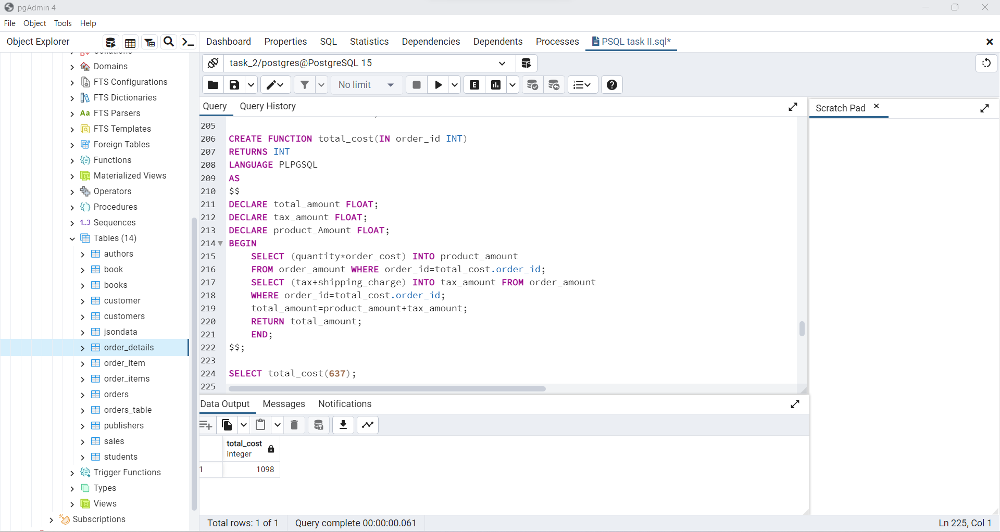 pgAdmin 4
File Object Tools Help
Object Explorer
Dashboard Properties SQL Statistics Dependencies Dependents Processes PSQL task II.sql*
Domains
FTS Configurations
FTS Dictionaries
Aa FTS Parsers
FTS Templates
Foreign Tables
Functions
Materialized Views
Operators
Procedures
1..3 Sequences
Tables (14)
authors
book
books
customer
customers
jsondata
order_details
order_item
order_items
orders
orders_table
publishers
sales
students
Trigger Functions
Types
Views
Subscriptions
task_2/postgres@PostgreSQL 15
No limit
E
Query Query History
Scratch Pad
205
206 CREATE FUNCTION total_cost(IN order_id INT)
207 RETURNS INT
208 LANGUAGE PLPGSQL
209 AS
210 $$
211 DECLARE total_amount FLOAT;
212 DECLARE tax_amount FLOAT;
213 DECLARE product_Amount FLOAT;
214 BEGIN
215 SELECT (quantity*order_cost) INTO product_amount
216 FROM order_amount WHERE order_id=total_cost.order_id;
217 SELECT (tax+shipping_charge) INTO tax_amount FROM order_amount
218 WHERE order_id=total_cost.order_id;
219 total_amount=product_amount+tax_amount;
220 RETURN total_amount;
221 END;
222 $$;
223
224 SELECT total_cost(637);
225
Data Output Messages Notifications
total_cost
integer
1 1098
Total rows: 1 of 1 Query complete 00:00:00.061 Ln 225, Col 1